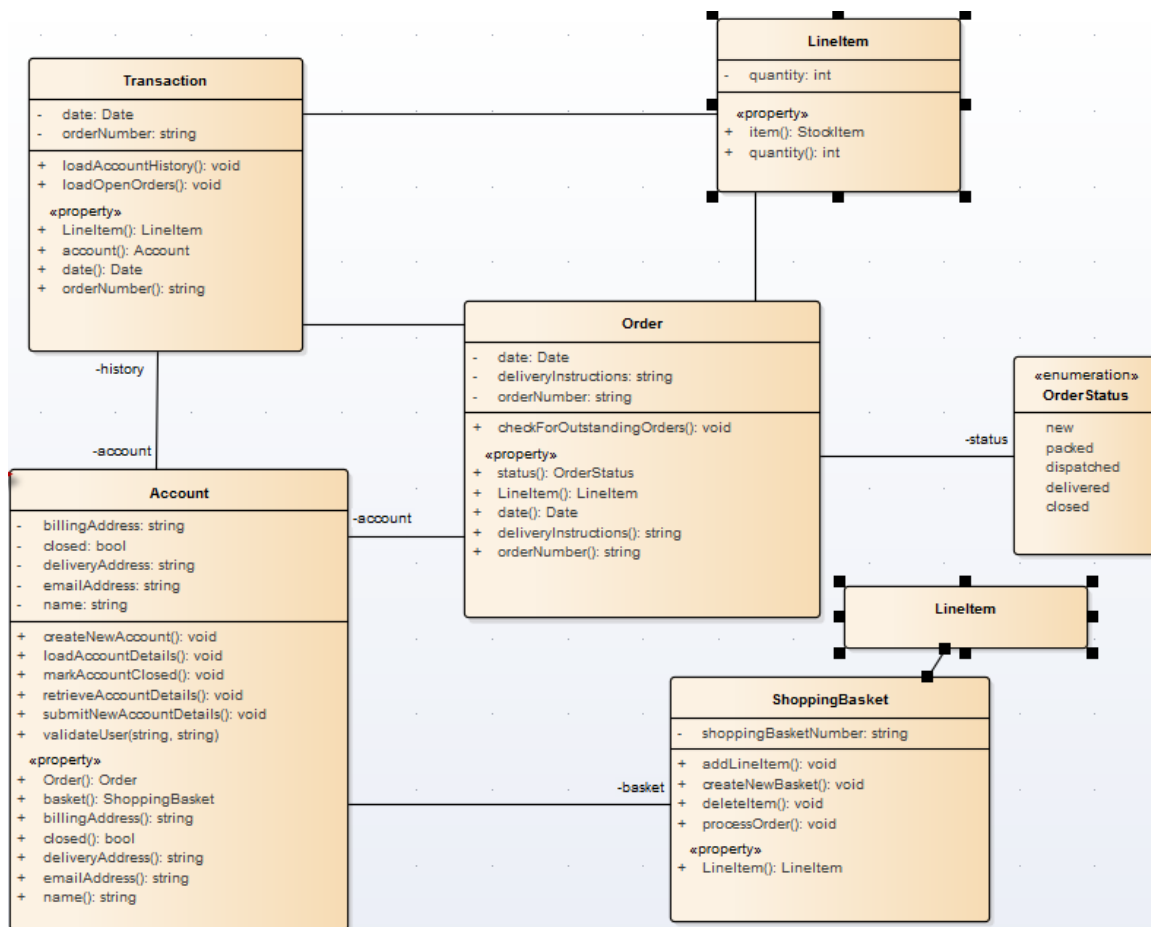 LineItem
- quantity: int
«property»
+ item(): StockItem
+ quantity(): int
Transaction
- date: Date
- orderNumber: string
+ loadAccountHistory(): void
+ loadOpenOrders(): void
«property»
+ LineItem(): LineItem
+ account(): Account
+ date(): Date
+ orderNumber(): string
-history
-account
Order
- date: Date
- deliveryInstructions: string
- orderNumber: string
+ checkForOutstandingOrders(): void
«property»
+ status(): OrderStatus
+ LineItem(): LineItem
+ date(): Date
+ deliveryInstructions(): string
+ orderNumber(): string
-status
«enumeration»
OrderStatus
new
packed
dispatched
delivered
closed
Account
- billingAddress: string
- closed: bool
- deliveryAddress: string
- emailAddress: string
- name: string
+ createNewAccount(): void
+ loadAccountDetails(): void
+ markAccountClosed(): void
+ retrieveAccountDetails(): void
+ submitNewAccountDetails(): void
+ validateUser(string, string)
«property»
+ Order(): Order
+ basket(): ShoppingBasket
+ billingAddress(): string
+ closed(): bool
+ deliveryAddress(): string
+ emailAddress(): string
+ name(): string
-account
-basket
LineItem
ShoppingBasket
- shoppingBasketNumber: string
+ addLineItem(): void
+ createNewBasket(): void
+ deleteItem(): void
+ processOrder(): void
«property»
+ LineItem(): LineItem